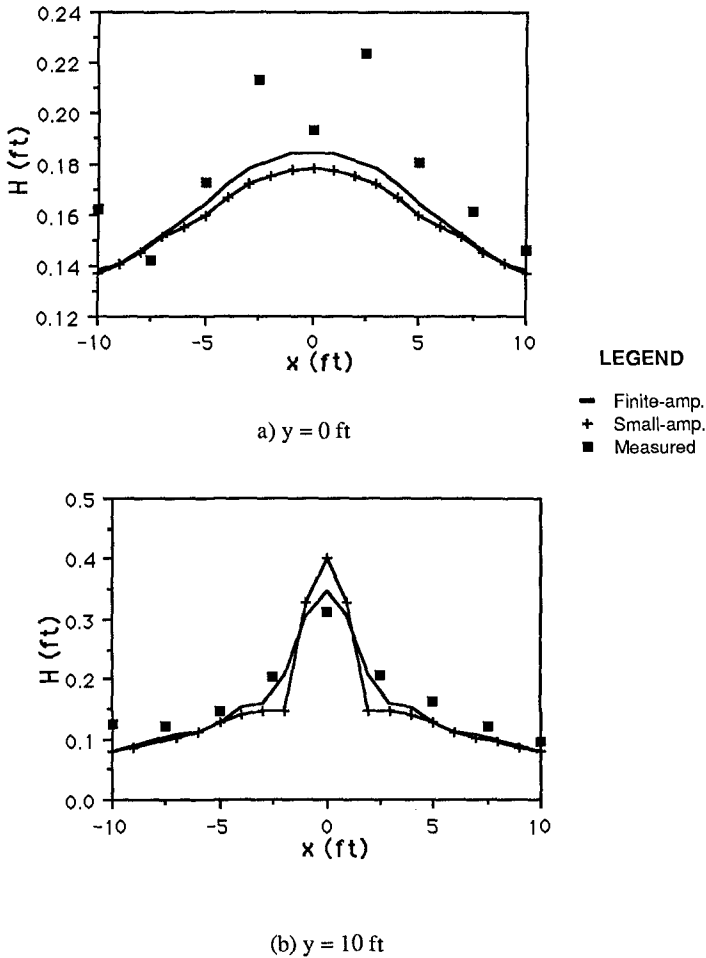 0.24
0.22
0.20
0.18
0.16
0.14
0.12
H (ft)
-10
-5
0
5
10
x (ft)
a) y = 0 ft
LEGEND
Finite-amp.
Small-amp.
Measured
0.5
0.4
0.3
0.2
0.1
0.0
H (ft)
-10
-5
0
5
10
x (ft)
(b) y = 10 ft